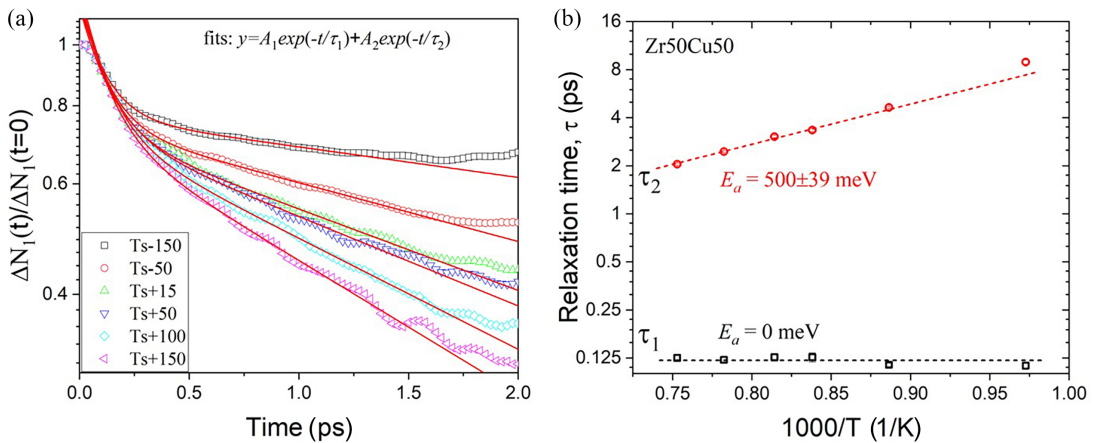 (a)
fits: y=A₁exp(-t/τ₁)+A₂exp(-t/τ₂)
ΔN₁(t)/ΔN₁(t=0)
1
0.8
0.6
0.4
Ts-150
Ts-50
Ts+15
Ts+50
Ts+100
Ts+150
0.0 0.5 1.0 1.5 2.0
Time (ps)
(b)
Zr50Cu50
Relaxation time, τ (ps)
16
8
4
2
1
0.5
0.25
0.125
τ₂
Eₐ = 500±39 meV
τ₁
Eₐ = 0 meV
0.75 0.80 0.85 0.90 0.95 1.00
1000/T (1/K)